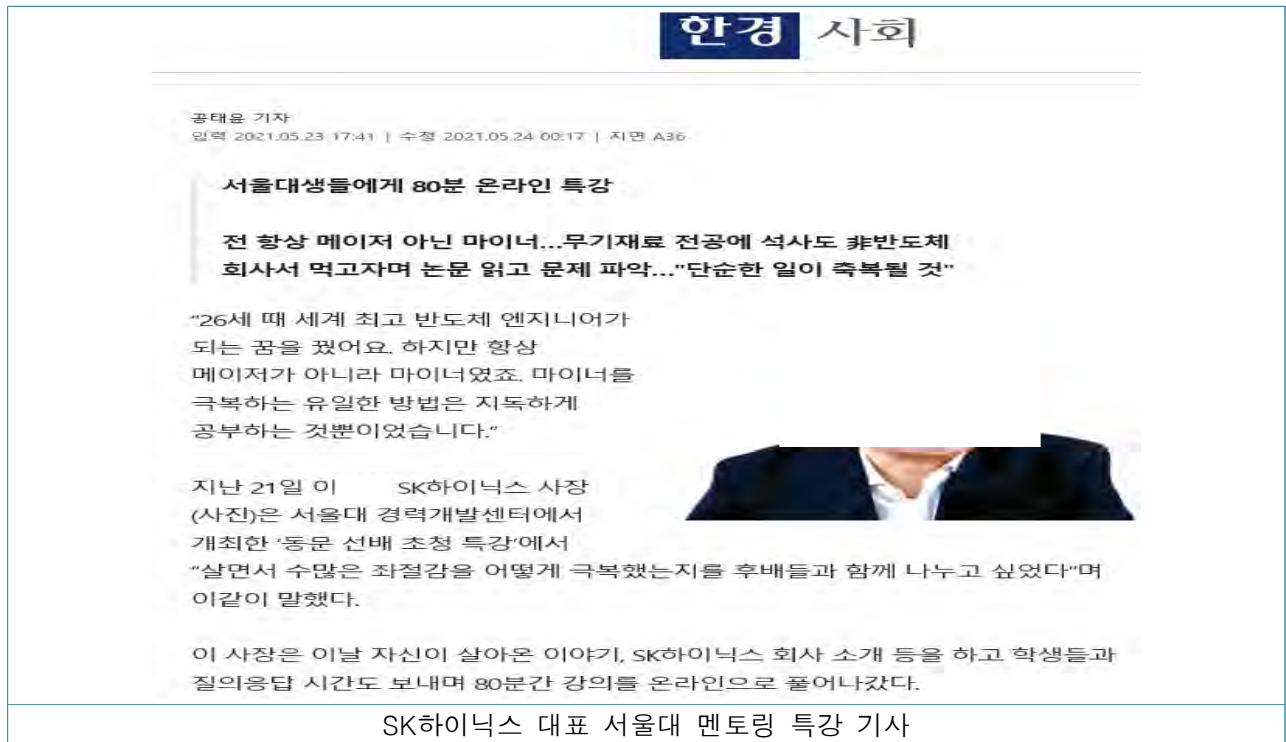 한경 사회
공태윤 기자
입력 2021.05.23 17:41 | 수정 2021.05.24 00:17 | 지면 A36
서울대생들에게 80분 온라인 특강
전 항상 메이저 아닌 마이너...무기재료 전공에 석사도 非반도체
회사서 먹고자며 논문 읽고 문제 파악..."단순한 일이 축복될 것"
"26세 때 세계 최고 반도체 엔지니어가
되는 꿈을 꿨어요. 하지만 항상
메이저가 아니라 마이너였죠. 마이너를
극복하는 유일한 방법은 지독하게
공부하는 것뿐이었습니다."
지난 21일 이 SK하이닉스 사장
(사진)은 서울대 경력개발센터에서
개최한 '동문 선배 초청 특강'에서
"살면서 수많은 좌절감을 어떻게 극복했는지를 후배들과 함께 나누고 싶었다"며
이같이 말했다.
이 사장은 이날 자신이 살아온 이야기, SK하이닉스 회사 소개 등을 하고 학생들과
질의응답 시간도 보내며 80분간 강의를 온라인으로 풀어나갔다.
SK하이닉스 대표 서울대 멘토링 특강 기사